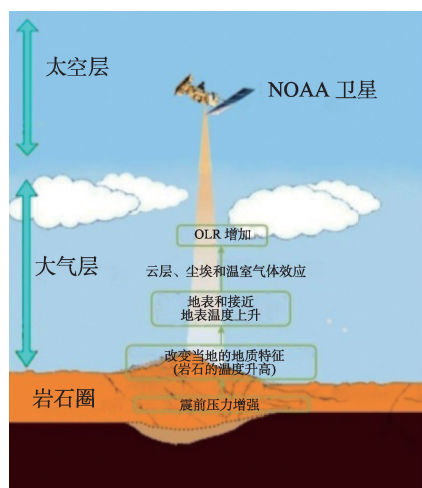 太空层
NOAA 卫星
OLR 增加
大气层
云层、尘埃和温室气体效应
地表和接近
地表温度上升
改变当地的地质特征
(岩石的温度升高)
岩石圈
震前压力增强